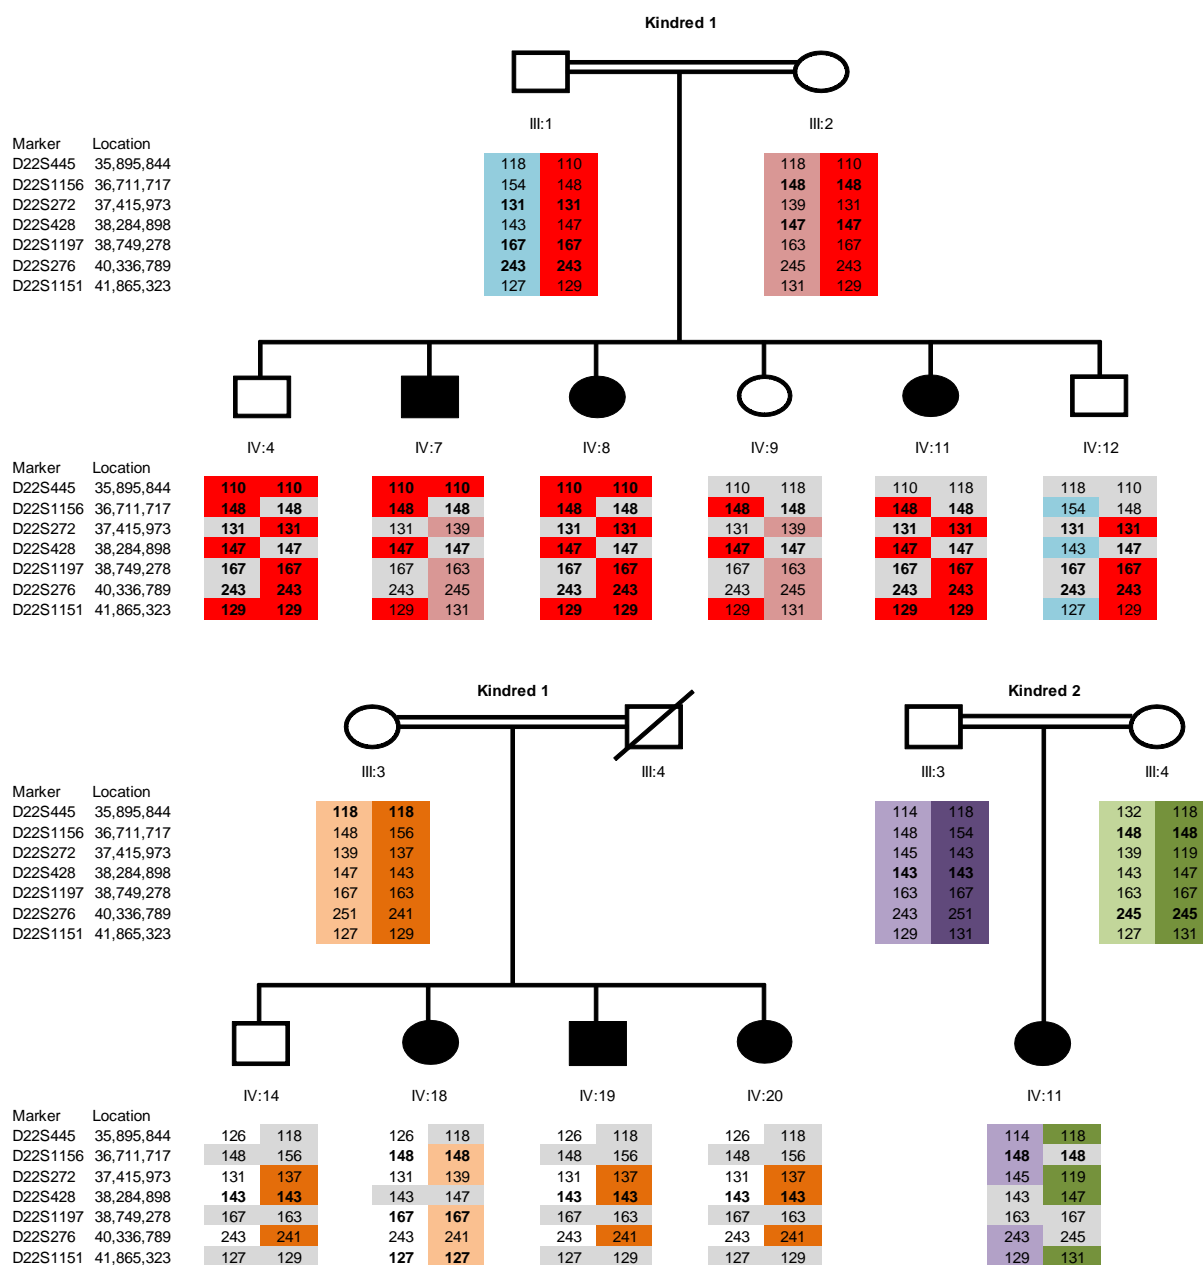 Kindred 1
III:1 III:2
Marker Location
D22S445 35,895,844 118 110 118 110
D22S1156 36,711,717 154 148 148 148
D22S272 37,415,973 131 131 139 131
D22S428 38,284,898 143 147 147 147
D22S1197 38,749,278 167 167 163 167
D22S276 40,336,789 243 243 245 243
D22S1151 41,865,323 127 129 131 129
IV:4 IV:7 IV:8 IV:9 IV:11 IV:12
Marker Location
D22S445 35,895,844 110 110 110 110 110 110 110 118 110 118 118 110
D22S1156 36,711,717 148 148 148 148 148 148 148 148 148 148 154 148
D22S272 37,415,973 131 131 131 139 131 131 131 139 131 131 131 131
D22S428 38,284,898 147 147 147 147 147 147 147 147 147 147 143 147
D22S1197 38,749,278 167 167 167 163 167 167 167 163 167 167 167 167
D22S276 40,336,789 243 243 243 245 243 243 243 245 243 243 243 243
D22S1151 41,865,323 129 129 129 131 129 129 129 131 129 129 127 129
Kindred 1 Kindred 2
III:3 III:4 III:3 III:4
Marker Location
D22S445 35,895,844 118 118 114 118 132 118
D22S1156 36,711,717 148 156 148 154 148 148
D22S272 37,415,973 139 137 145 143 139 119
D22S428 38,284,898 147 143 143 143 143 147
D22S1197 38,749,278 167 163 163 167 163 167
D22S276 40,336,789 251 241 243 251 245 245
D22S1151 41,865,323 127 129 129 131 127 131
IV:14 IV:18 IV:19 IV:20 IV:11
Marker Location
D22S445 35,895,844 126 118 126 118 126 118 126 118 114 118
D22S1156 36,711,717 148 156 148 148 148 156 148 156 148 148
D22S272 37,415,973 131 137 131 139 131 137 131 137 145 119
D22S428 38,284,898 143 143 143 147 143 143 143 143 143 147
D22S1197 38,749,278 167 163 167 167 167 163 167 163 163 167
D22S276 40,336,789 243 241 243 241 243 241 243 241 243 245
D22S1151 41,865,323 127 129 127 127 127 129 127 129 129 131